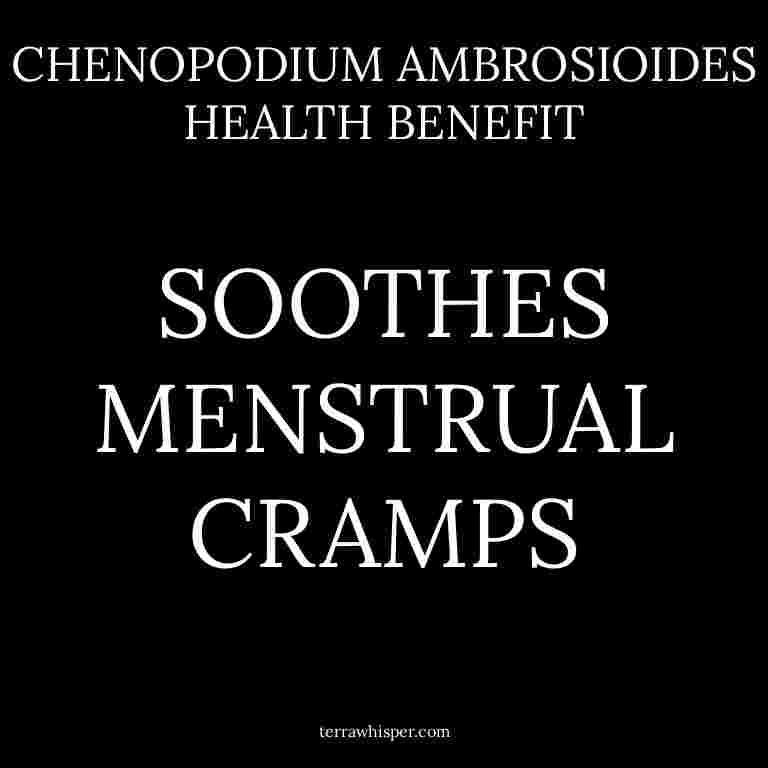 CHENOPODIUM AMBROSIOIDES
HEALTH BENEFIT
SOOTHES
MENSTRUAL
CRAMPS
terrawhisper.com